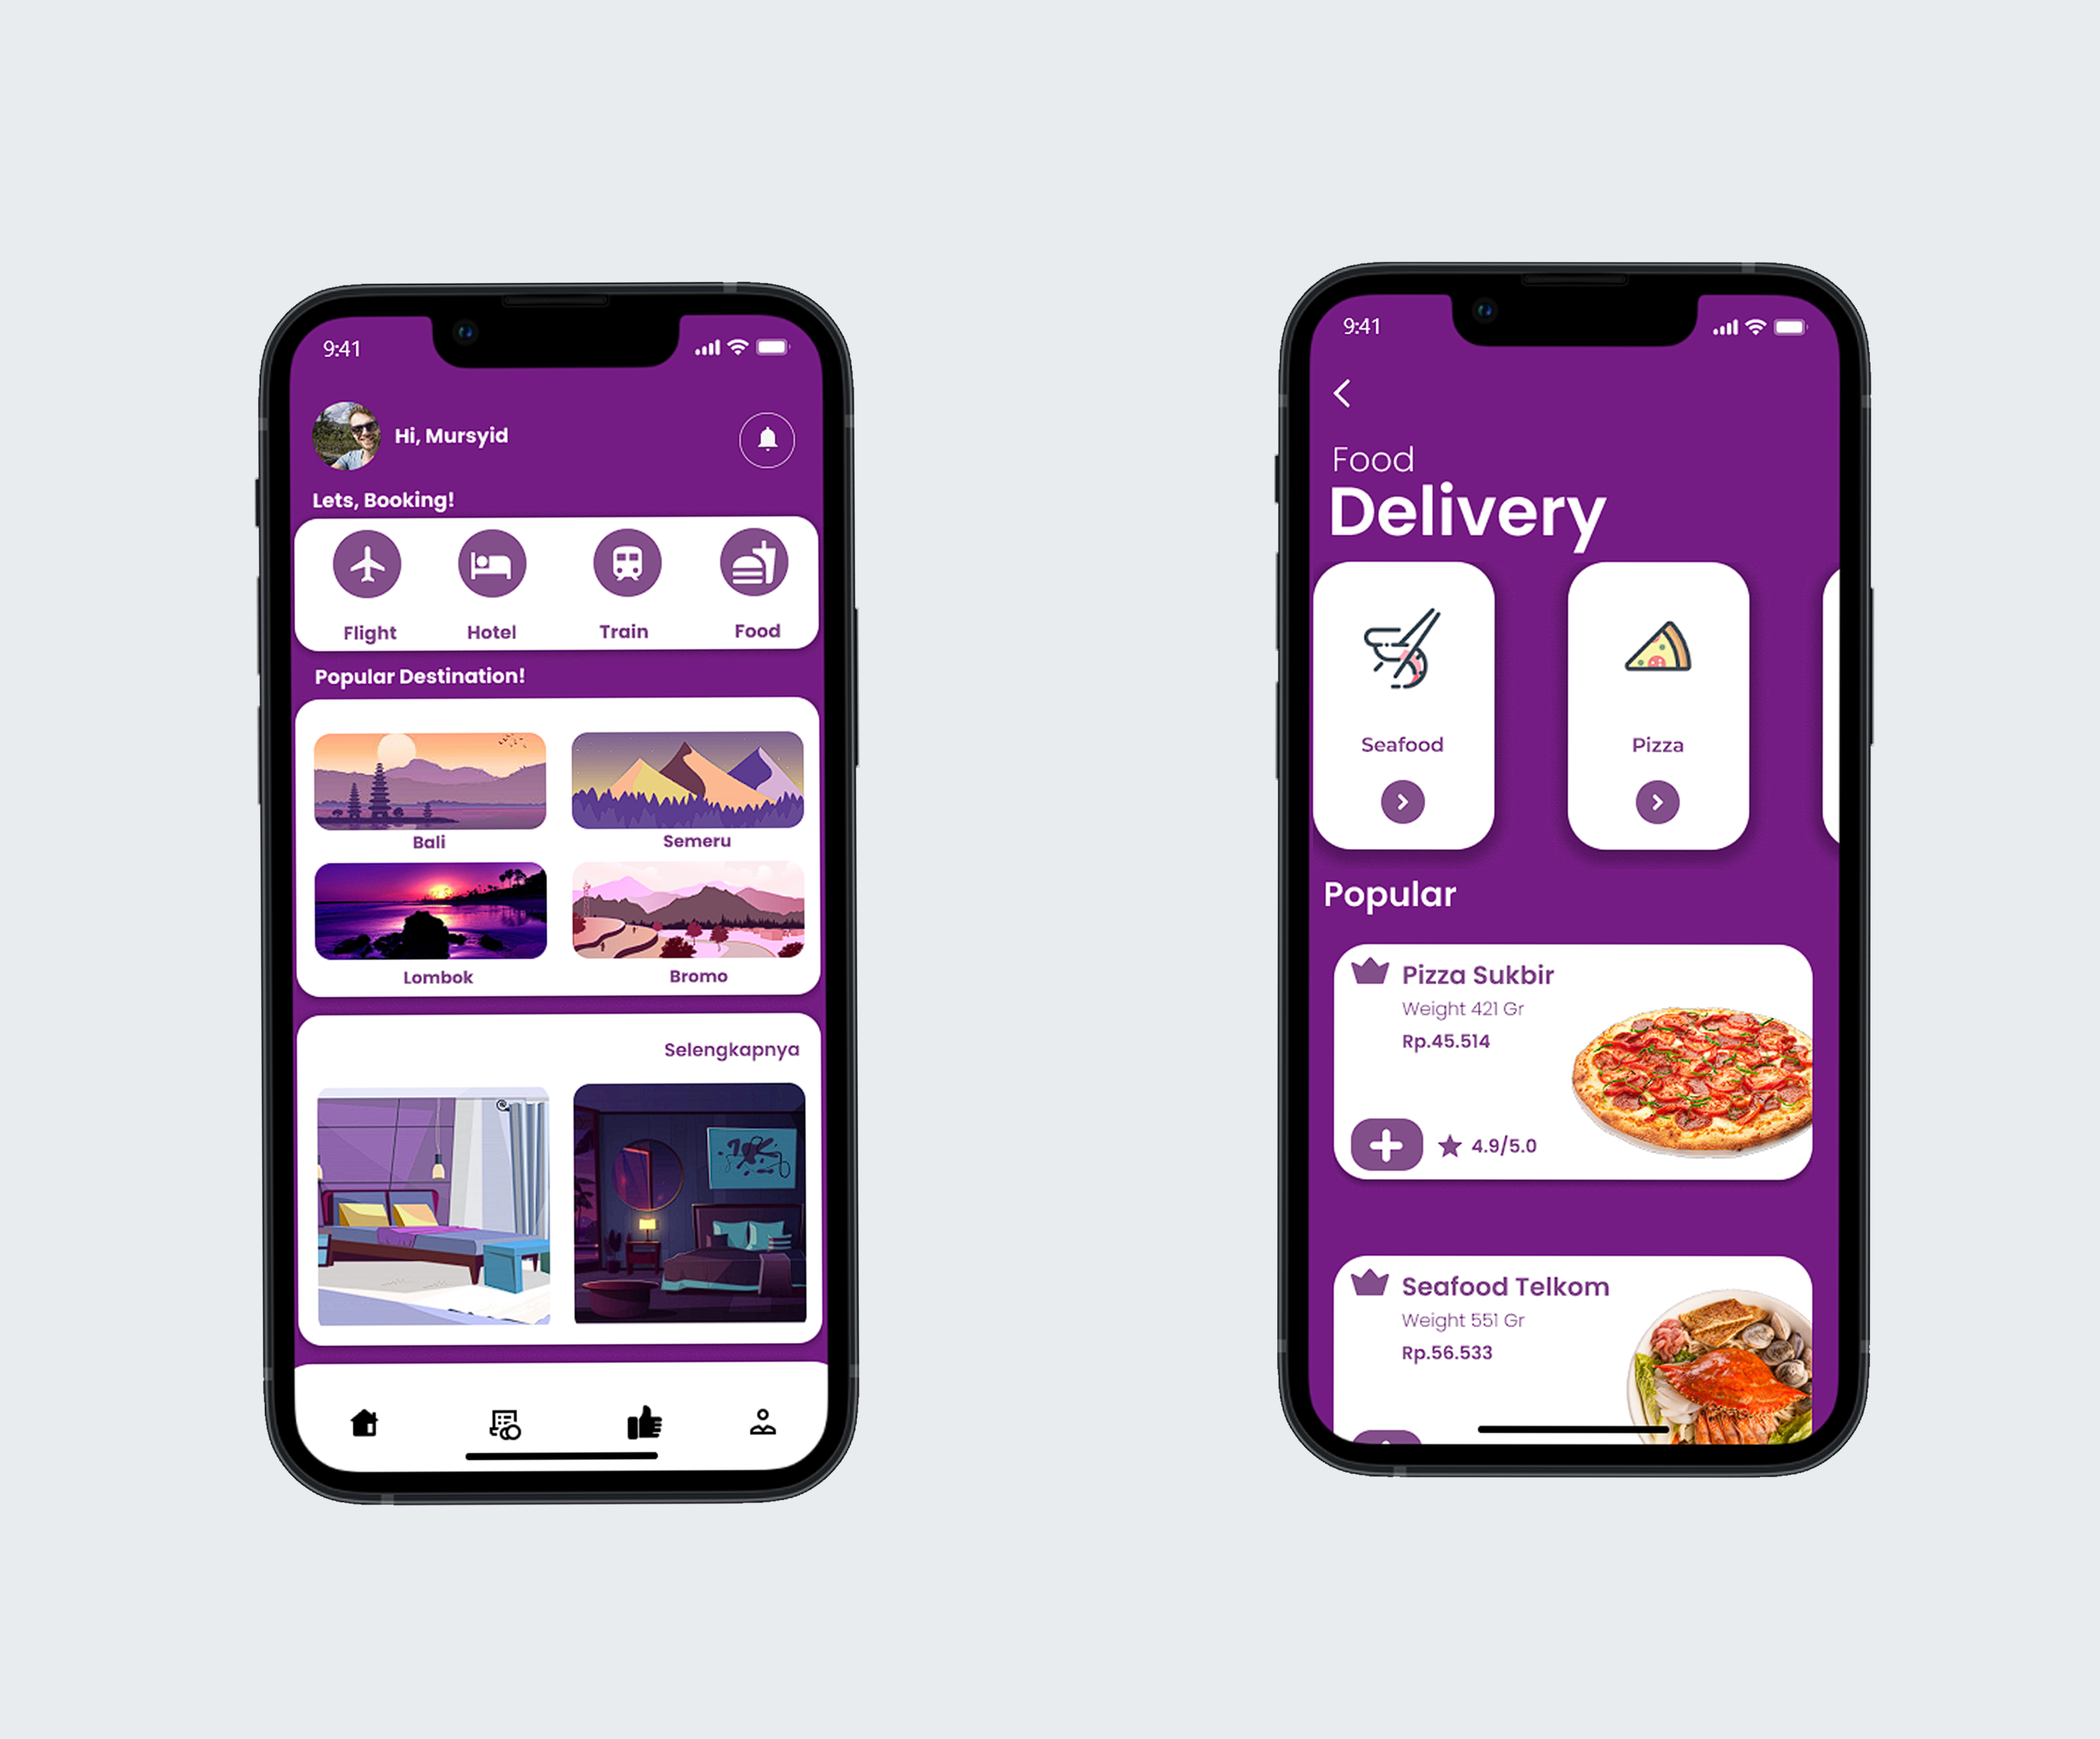 9:41
Hi, Mursyid
Lets, Booking!
Flight Hotel Train Food
Popular Destination!
Bali Semeru
Lombok Bromo
Selengkapnya
9:41
Food
Delivery
Seafood Pizza
Popular
Pizza Sukbir
Weight 421 Gr
Rp.45.514
4.9/5.0
Seafood Telkom
Weight 551 Gr
Rp.56.533